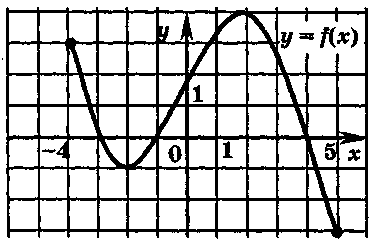 y
y = f(x)
1
−4 0 1 5 x